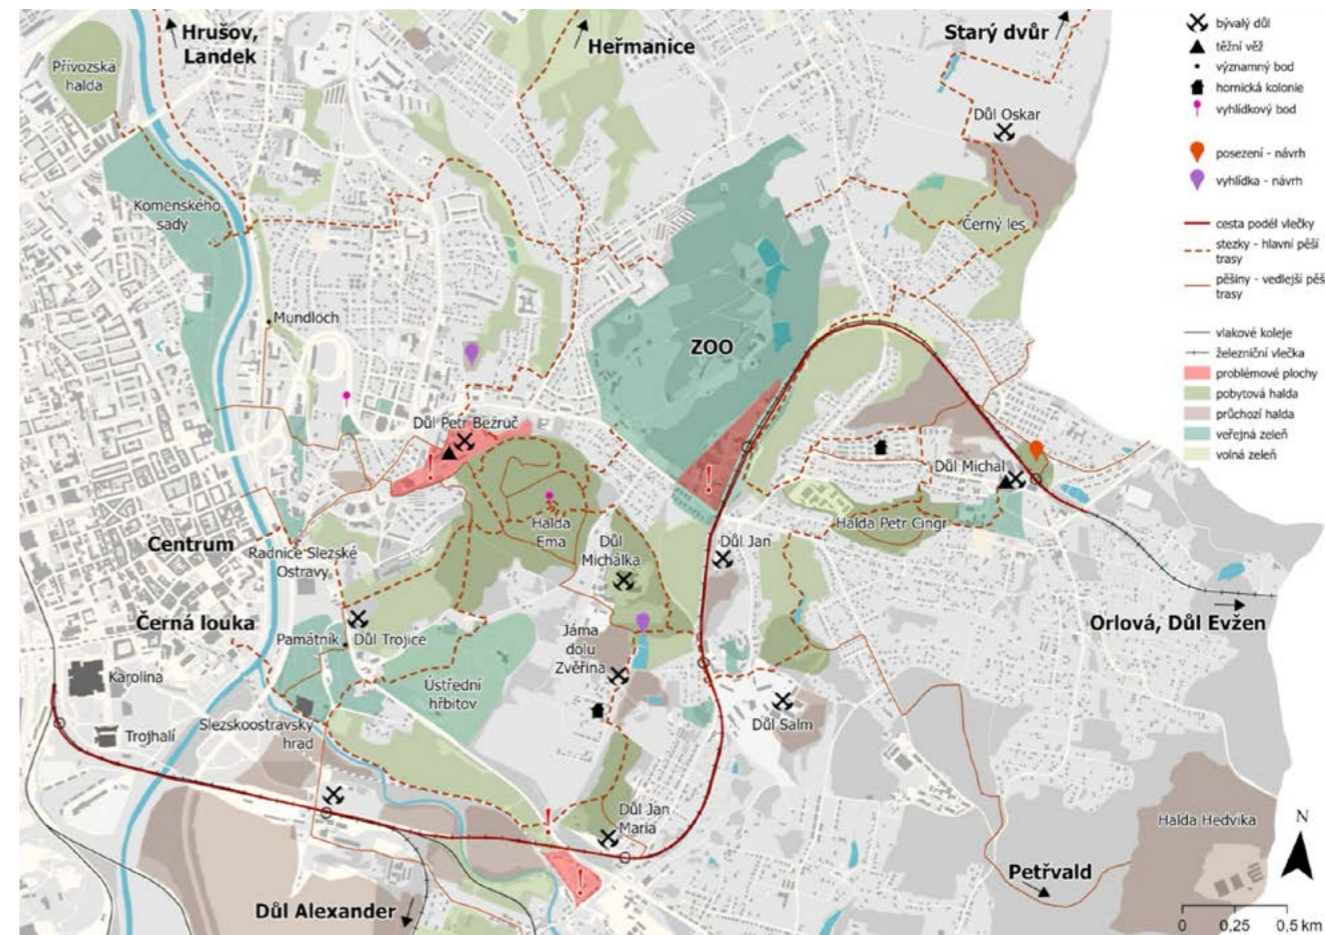 Hrušov,
Landek
Heřmanice
Starý dvůr
Přívozská
halda
Důl Oskar
Komenského
sady
Černý les
Mundloch
ZOO
Důl Petr Bezruč
!
!
Důl Michal
Halda
Ema
Halda Petr Cingr
Centrum
Radnice Slezské
Ostravy
Důl
Michálka
Důl Jan
Černá louka
Památník
Důl Trojice
Jáma
dolu
Zvěřina
Orlová, Důl Evžen
Karolina
Ústřední
hřbitov
Trojhalí
Slezskoostravský
hrad
Důl Salm
!
Důl Jan
Maria
!
Halda Hedvika
Petřvald
Důl Alexander
bývalý důl
těžní věž
významný bod
hornická kolonie
vyhlídkový bod
posezení - návrh
vyhlídka - návrh
cesta podél vlečky
stezky - hlavní pěší
trasy
pěšiny - vedlejší pěš
trasy
vlakové koleje
železniční vlečka
problémové plochy
pobytová halda
průchozí halda
veřejná zeleň
volná zeleň
N
0 0,25 0,5 km